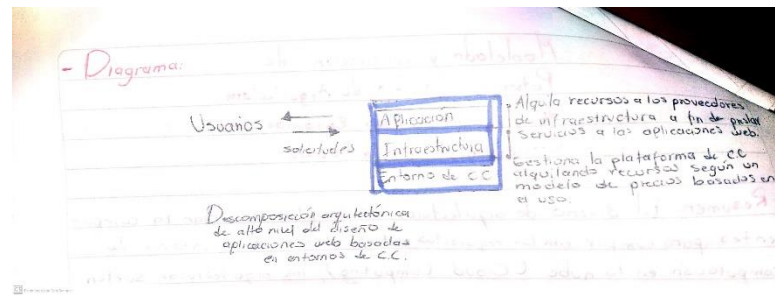 - Diagrama:
Usuarios
solicitudes
Aplicación
Infraestructura
Entorno de C.C
Alquila recursos a los proveedores
de infraestructura a fin de prestar
servicios a las aplicaciones web.
Gestiona la plataforma de C.C
alquilando recursos según un
modelo de precios basados en
el uso.
Descomposición arquitectónica
de alto nivel del diseño de
aplicaciones web basadas
en entornos de C.C.